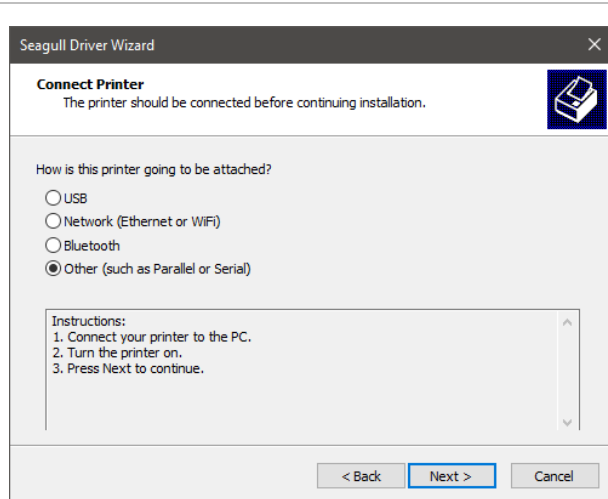 Seagull Driver Wizard
Connect Printer
The printer should be connected before continuing installation.
How is this printer going to be attached?
USB
Network (Ethernet or WiFi)
Bluetooth
Other (such as Parallel or Serial)
Instructions:
1. Connect your printer to the PC.
2. Turn the printer on.
3. Press Next to continue.
< Back Next > Cancel